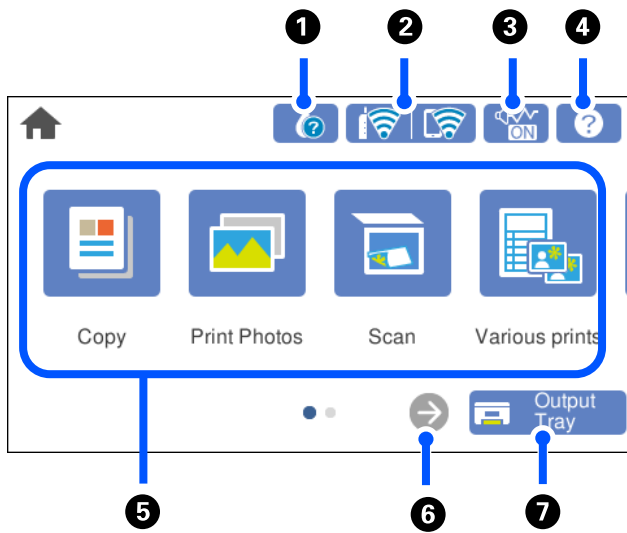 1 2 3 4
?
ON
?
Copy Print Photos Scan Various prints
Output
Tray
5 6 7